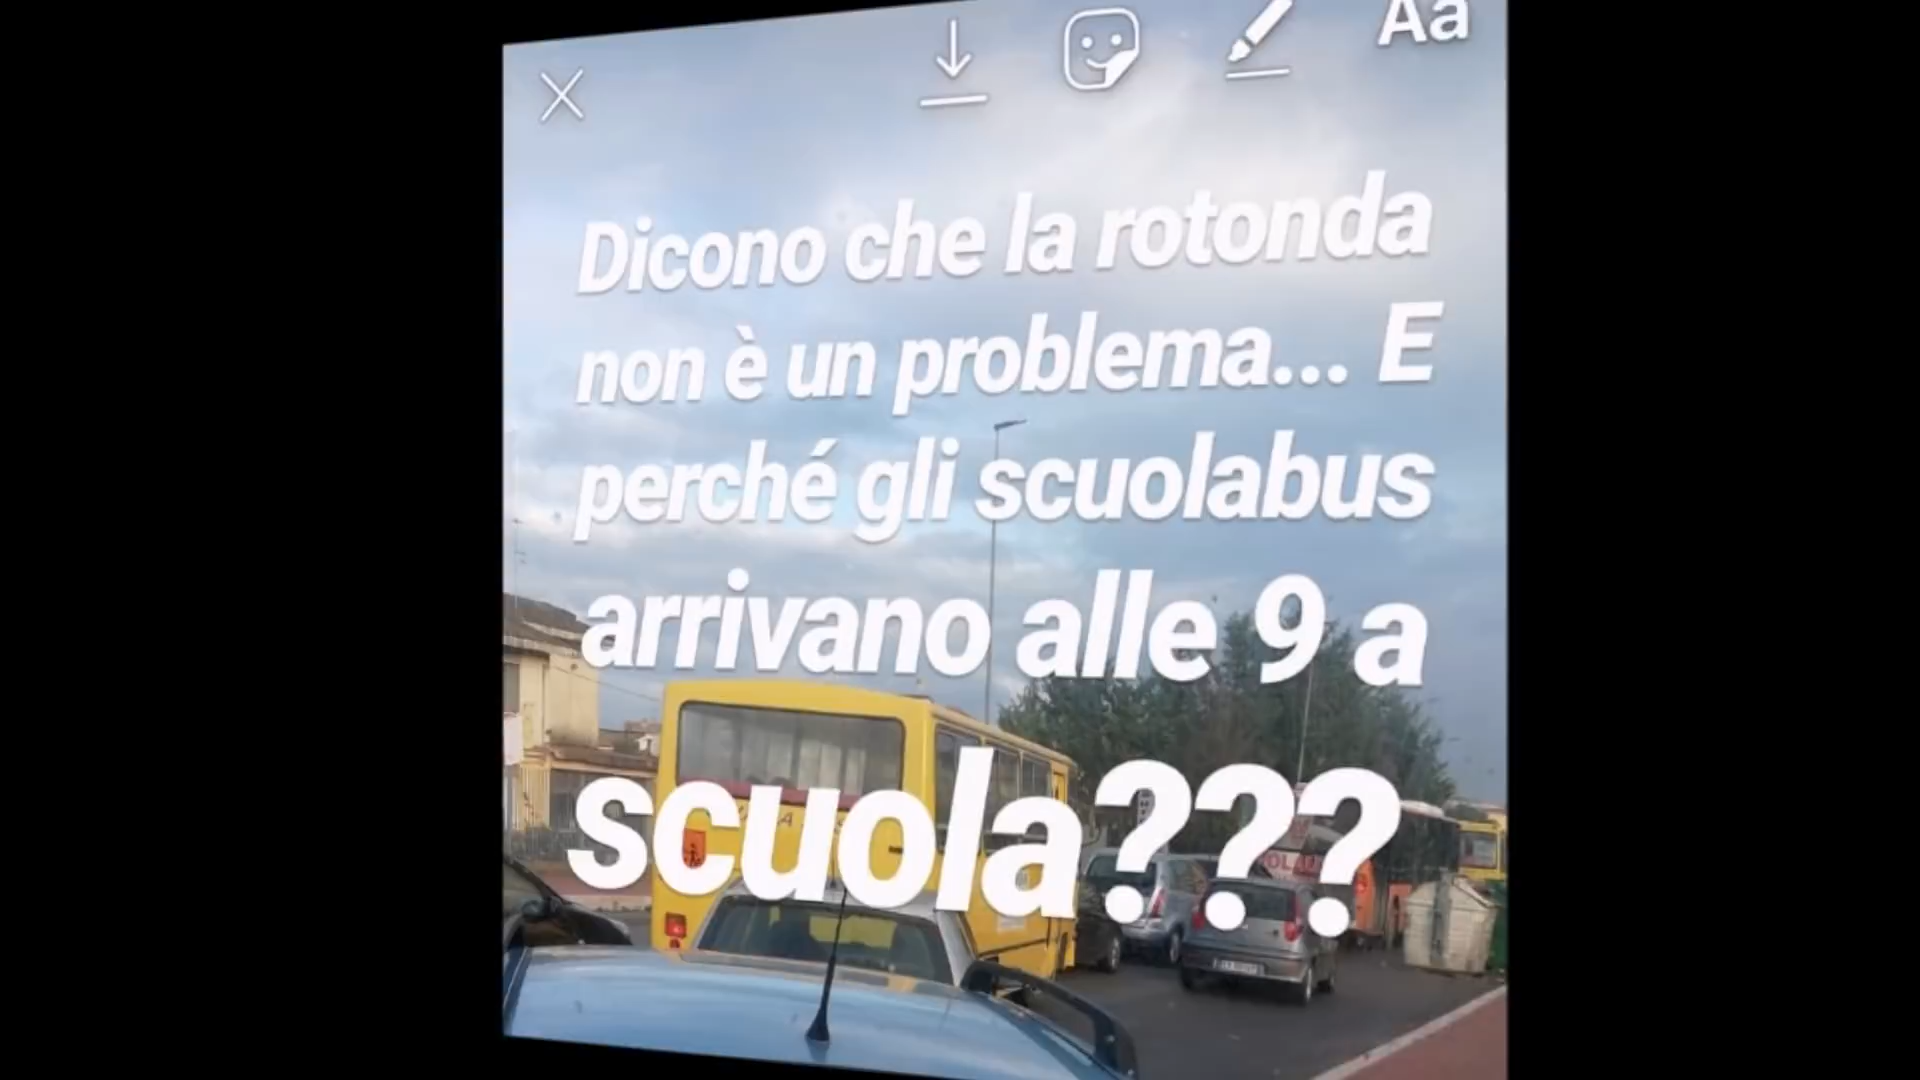 Aa
Dicono che la rotonda
non è un problema... E
perché gli scuolabus
arrivano alle 9 a
scuola???